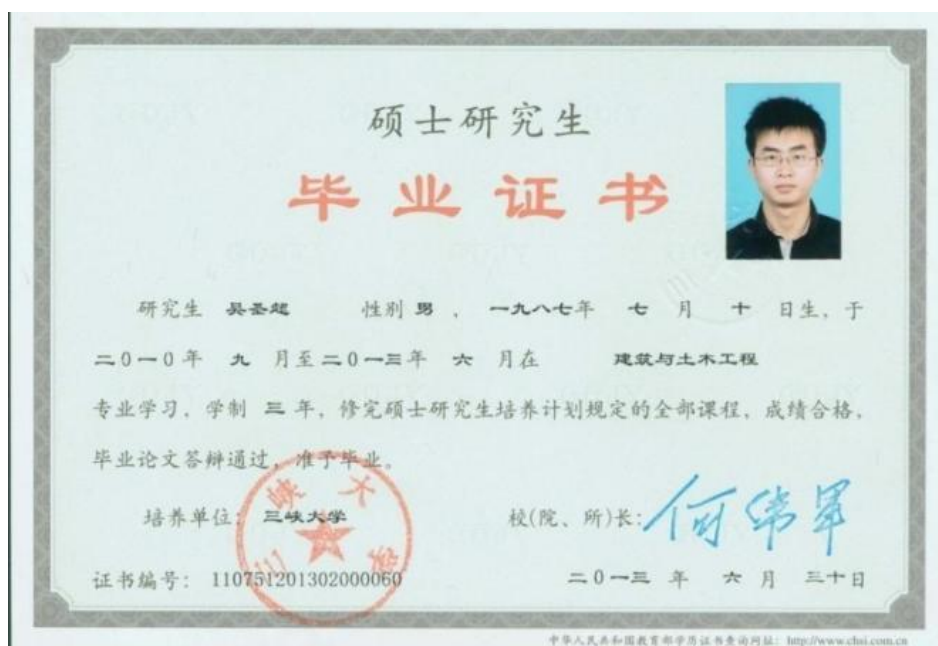 硕士研究生
毕业证书
研究生 吴圣超 性别 男 , 一九八七年 七 月 十 日生, 于
二0一0年 九 月至二0一三年 六 月在 建筑与土木工程
专业学习, 学制 三 年, 修完硕士研究生培养计划规定的全部课程, 成绩合格,
毕业论文答辩通过, 准予毕业。
培养单位: 三峡大学
校(院、所)长: 何伟军
三峡大学
证书编号: 110751201302000060
二0一三 年 六 月 三十日
中华人民共和国教育部学历证书查询网址: http://www.chsi.com.cn